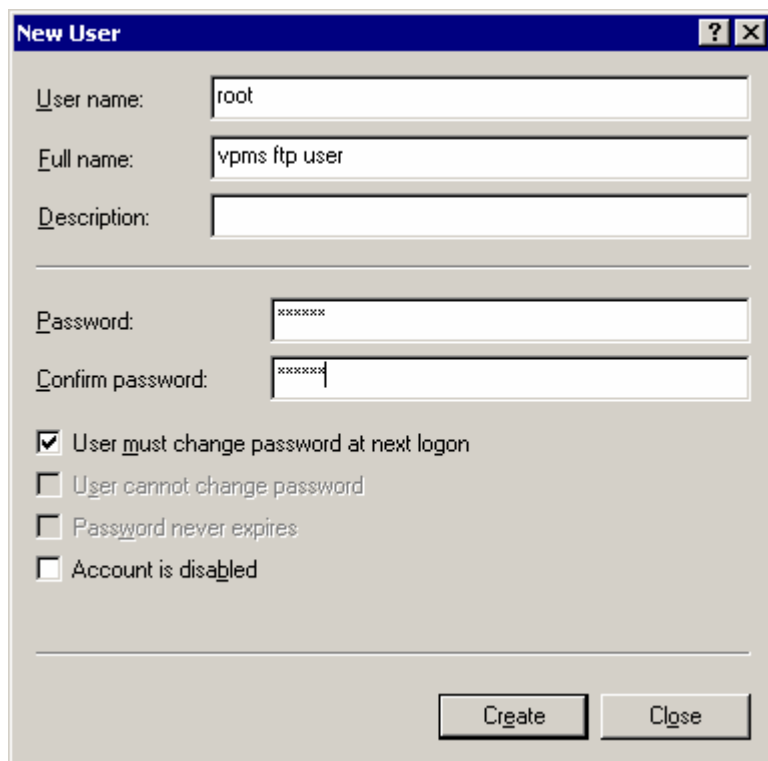 New User
User name: root
Full name: vpms ftp user
Description:
Password: ******
Confirm password: ******
User must change password at next logon
User cannot change password
Password never expires
Account is disabled
Create Close